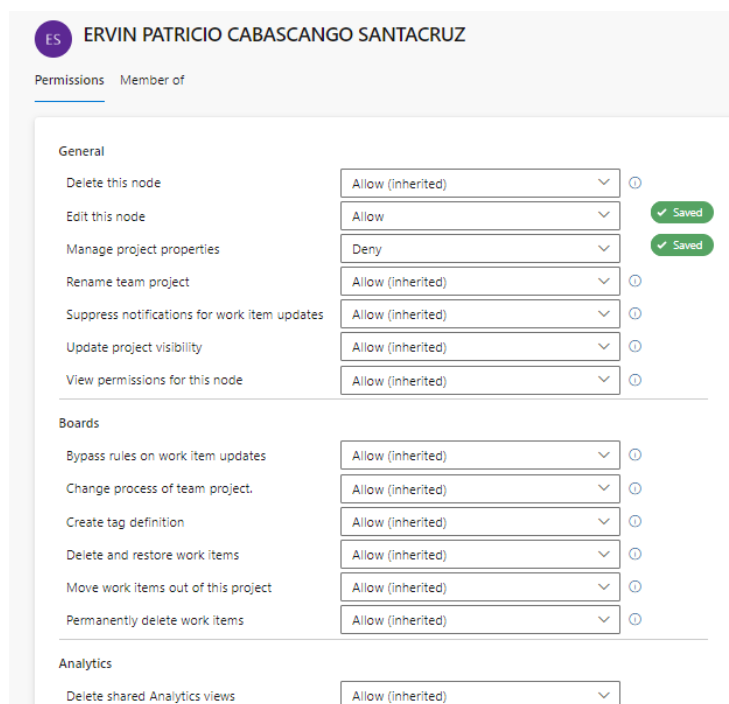 ES ERVIN PATRICIO CABASCANGO SANTACRUZ
Permissions Member of
General
Delete this node Allow (inherited)
Edit this node Allow Saved
Manage project properties Deny Saved
Rename team project Allow (inherited)
Suppress notifications for work item updates Allow (inherited)
Update project visibility Allow (inherited)
View permissions for this node Allow (inherited)
Boards
Bypass rules on work item updates Allow (inherited)
Change process of team project. Allow (inherited)
Create tag definition Allow (inherited)
Delete and restore work items Allow (inherited)
Move work items out of this project Allow (inherited)
Permanently delete work items Allow (inherited)
Analytics
Delete shared Analytics views Allow (inherited)